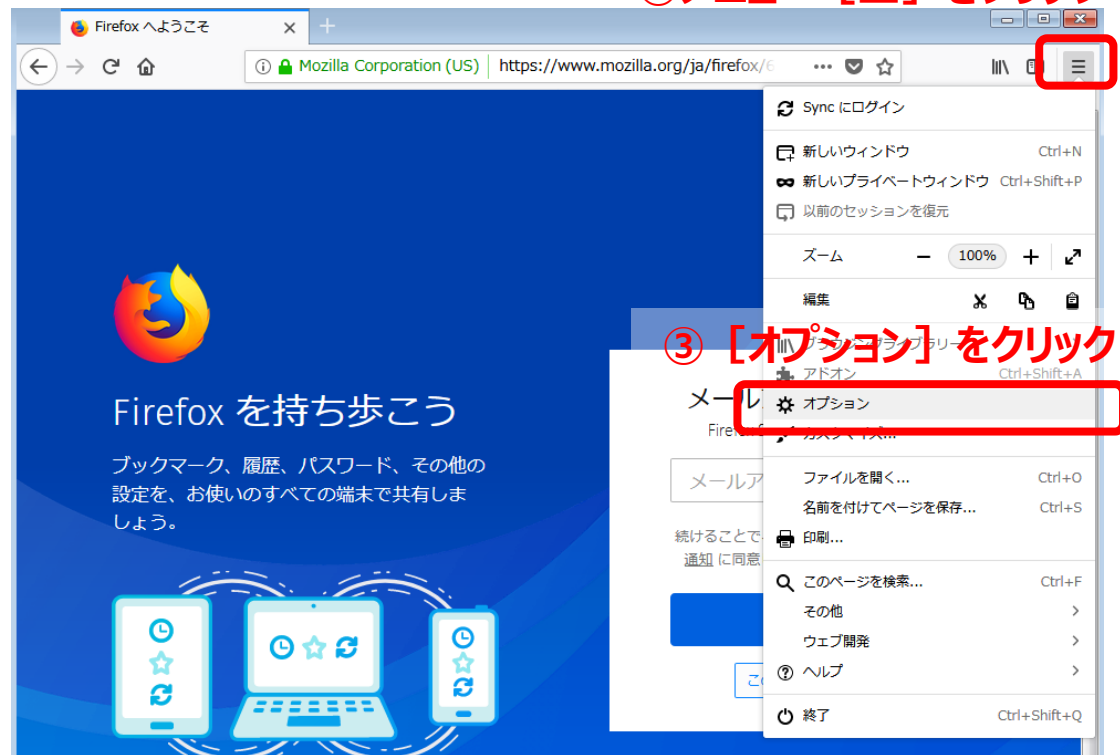 Firefox へようこそ
Mozilla Corporation (US)
https://www.mozilla.org/ja/firefox/6
Sync にログイン
新しいウィンドウ Ctrl+N
新しいプライベートウィンドウ Ctrl+Shift+P
以前のセッションを復元
ズーム － 100% ＋
編集
③ ［オプション］をクリック
アドオン Ctrl+Shift+A
オプション
ファイルを開く... Ctrl+O
名前を付けてページを保存... Ctrl+S
印刷...
このページを検索... Ctrl+F
その他
ウェブ開発
ヘルプ
終了 Ctrl+Shift+Q
Firefox を持ち歩こう
ブックマーク、履歴、パスワード、その他の
設定を、お使いのすべての端末で共有しま
しょう。
メール
メールア
続けることで
通知 に同意